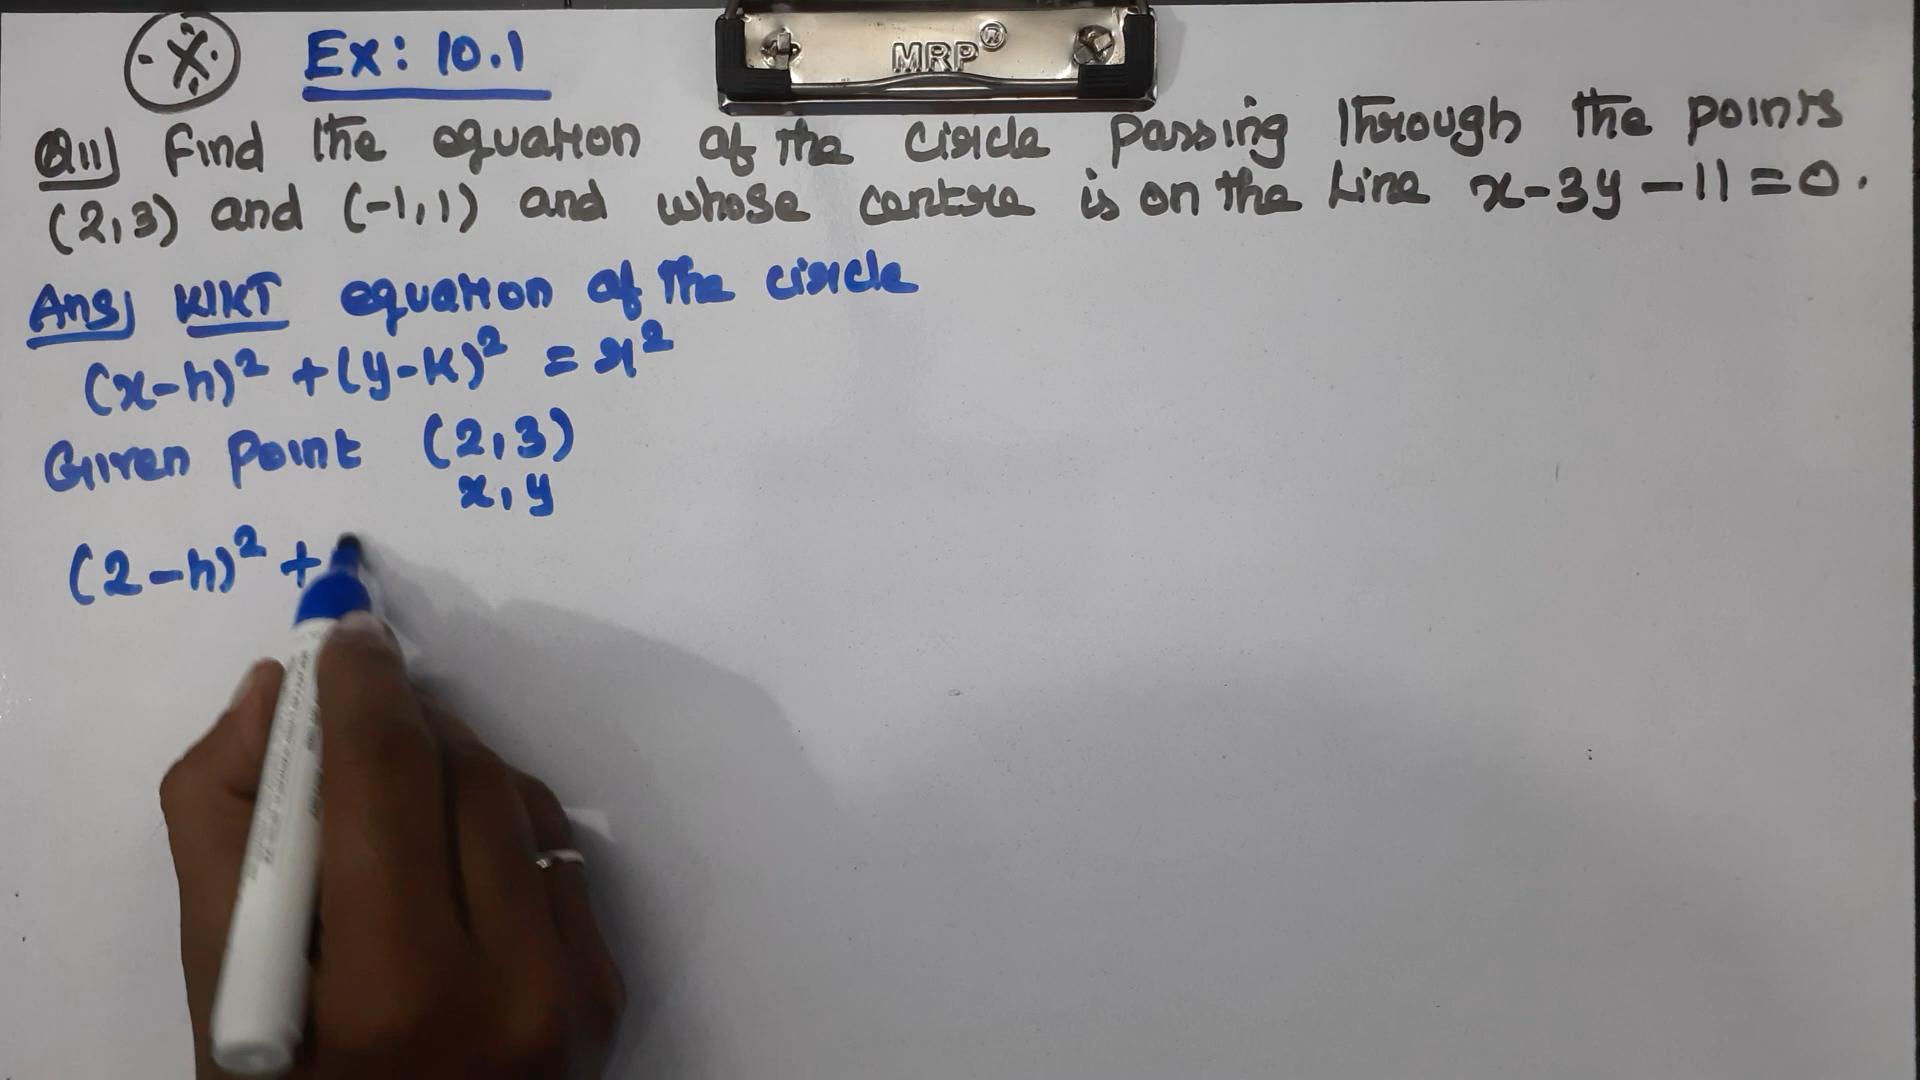 Ex: 10.1
MRP®
Q11) Find the equation of the circle passing through the points
(2,3) and (-1,1) and whose centre is on the line x-3y-11=0.
Ans) WKT equation of the circle
(x-h)² + (y-k)² = r²
Given point (2,3)
x, y
(2-h)² +